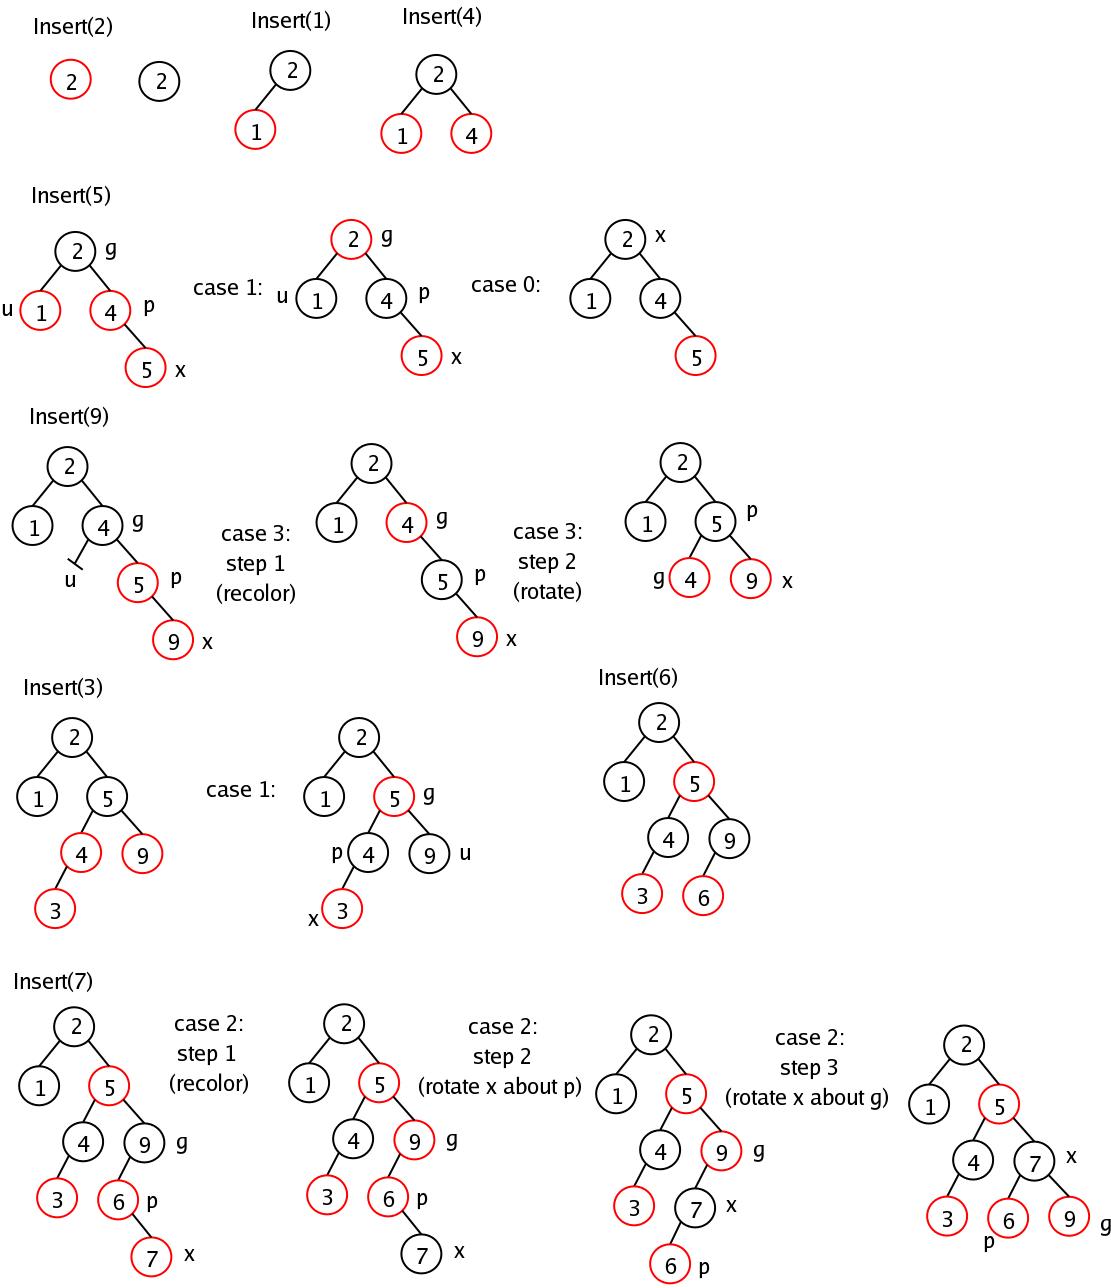 Insert(2)
2
2
Insert(1)
2
1
Insert(4)
2
1
4
Insert(5)
2 g
u 1
4 p
5 x
case 1:
2 g
u 1
4 p
5 x
case 0:
2 x
1
4
5
Insert(9)
2
1
4 g
u
5 p
9 x
case 3:
step 1
(recolor)
2
1
4 g
5 p
9 x
case 3:
step 2
(rotate)
2
1
5 p
g 4
9 x
Insert(3)
2
1
5
4
9
3
case 1:
2
1
5 g
p 4
9 u
x 3
Insert(6)
2
1
5
4
9
3
6
Insert(7)
2
1
5
4
9 g
3
6 p
7 x
case 2:
step 1
(recolor)
2
1
5
4
9 g
3
6 p
7 x
case 2:
step 2
(rotate x about p)
2
1
5
4
9 g
3
7 x
6 p
case 2:
step 3
(rotate x about g)
2
1
5
4
7 x
3
6
p
9 g